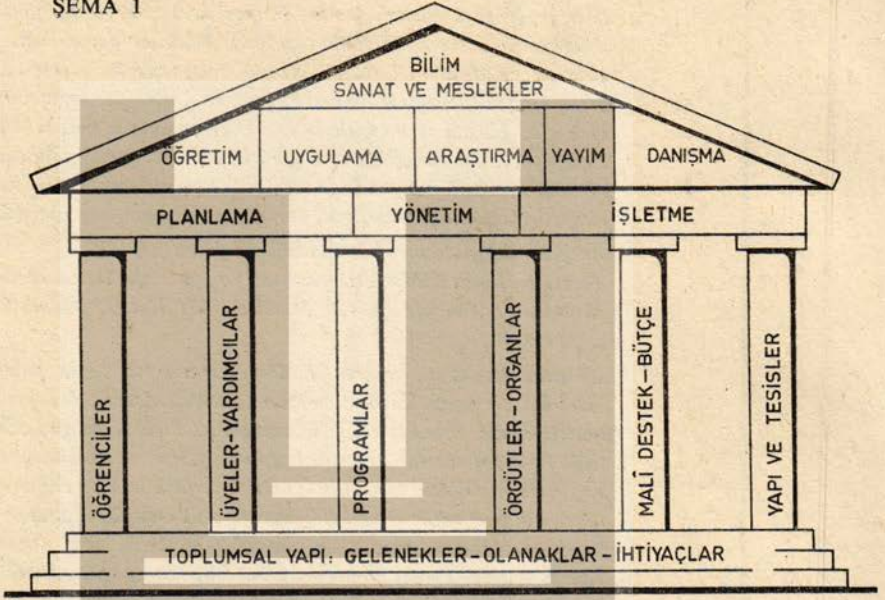 ŞEMA 1
BİLİM
SANAT VE MESLEKLER
ÖĞRETİM
UYGULAMA
ARAŞTIRMA
YAYIM
DANIŞMA
PLANLAMA
YÖNETİM
İŞLETME
ÖĞRENCİLER
ÜYELER-YARDIMCILAR
PROGRAMLAR
ÖRGÜTLER-ORGANLAR
MALÎ DESTEK-BÜTÇE
YAPI VE TESİSLER
TOPLUMSAL YAPI: GELENEKLER-OLANAKLAR-İHTİYAÇLAR